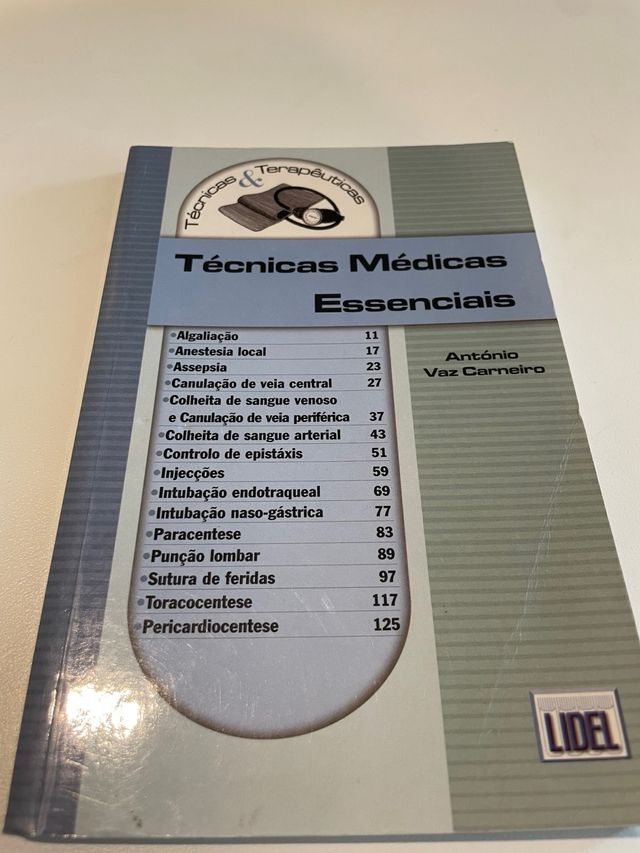 Técnicas & Terapêuticas
Técnicas Médicas
Essenciais
António
Vaz Carneiro
•Algaliação 11
•Anestesia local 17
•Assepsia 23
•Canulação de veia central 27
•Colheita de sangue venoso
e Canulação de veia periférica 37
•Colheita de sangue arterial 43
•Controlo de epistáxis 51
•Injecções 59
•Intubação endotraqueal 69
•Intubação naso-gástrica 77
•Paracentese 83
•Punção lombar 89
•Sutura de feridas 97
•Toracocentese 117
•Pericardiocentese 125
LIDEL